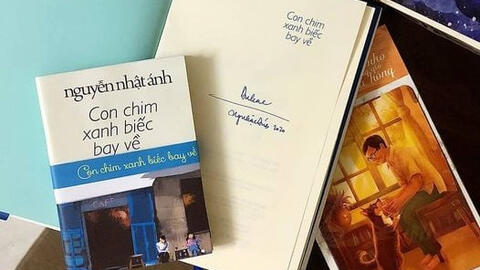 nguyễn nhật ánh
Con chim
xanh biếc
bay về
Con chim xanh biếc bay về
CAFE
Con chim
xanh biếc
bay về
2020